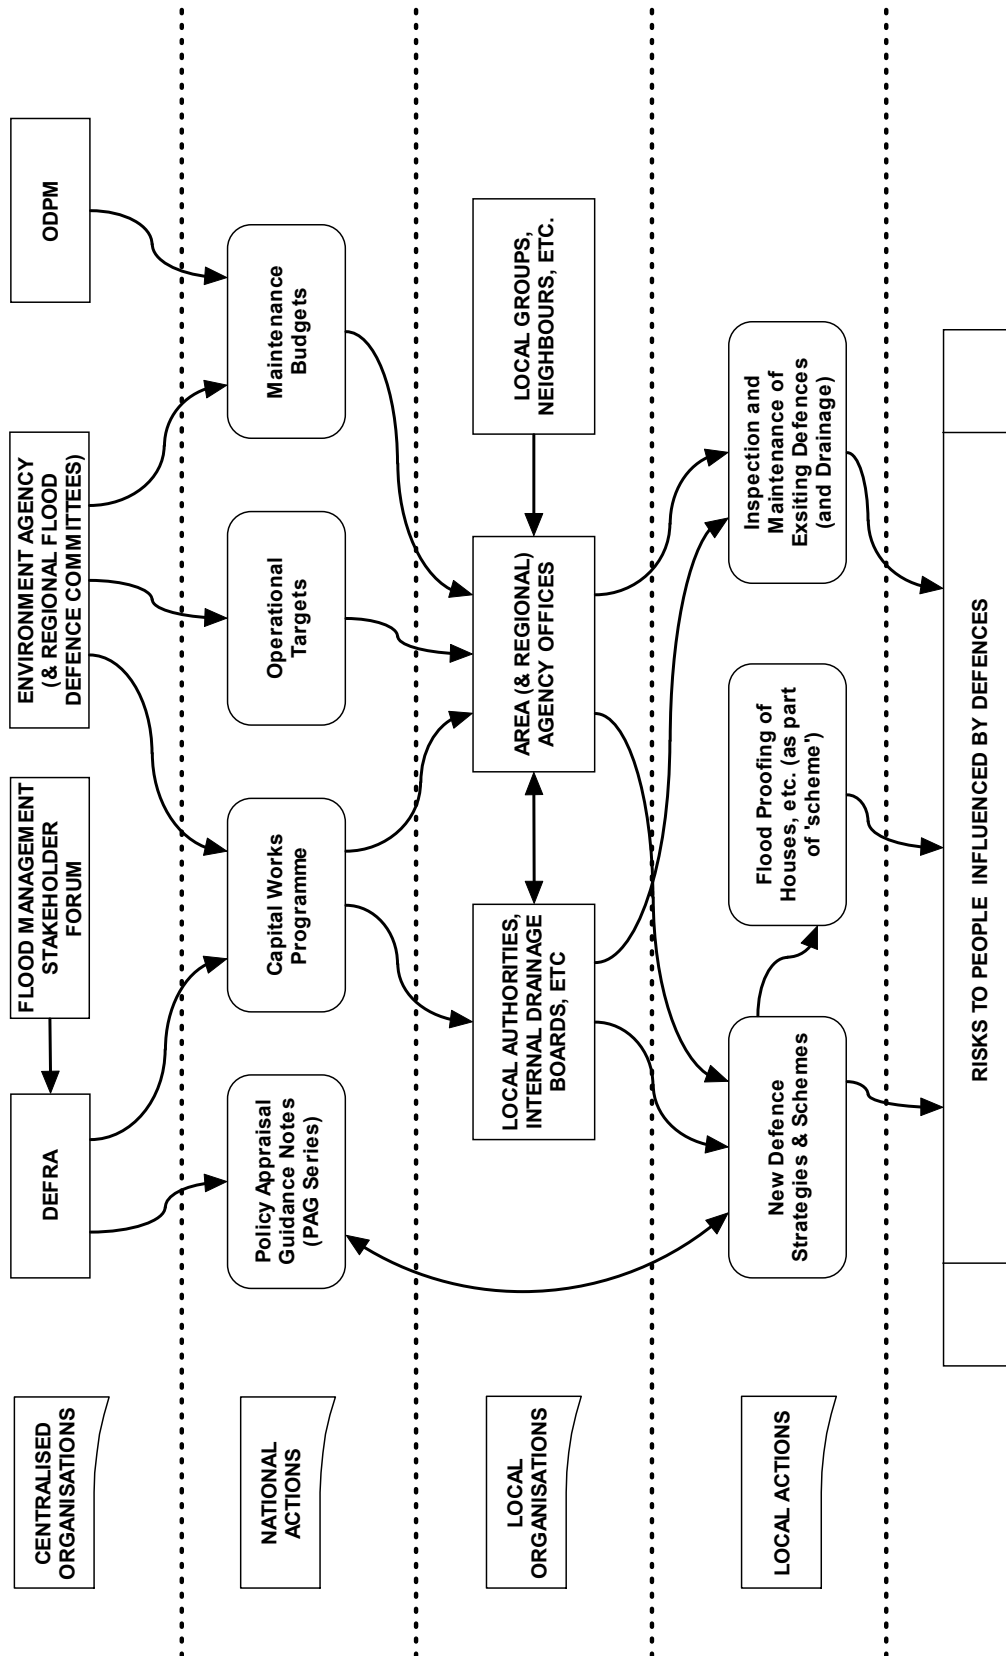 CENTRALISED
ORGANISATIONS
DEFRA
FLOOD MANAGEMENT
STAKEHOLDER
FORUM
ENVIRONMENT AGENCY
(& REGIONAL FLOOD
DEFENCE COMMITTEES)
ODPM
NATIONAL
ACTIONS
Policy Appraisal
Guidance Notes
(PAG Series)
Capital Works
Programme
Operational
Targets
Maintenance
Budgets
LOCAL
ORGANISATIONS
LOCAL AUTHORITIES,
INTERNAL DRAINAGE
BOARDS, ETC
AREA (& REGIONAL)
AGENCY OFFICES
LOCAL GROUPS,
NEIGHBOURS, ETC.
LOCAL ACTIONS
New Defence
Strategies & Schemes
Flood Proofing of
Houses, etc. (as part
of 'scheme')
Inspection and
Maintenance of
Exsiting Defences
(and Drainage)
RISKS TO PEOPLE INFLUENCED BY DEFENCES